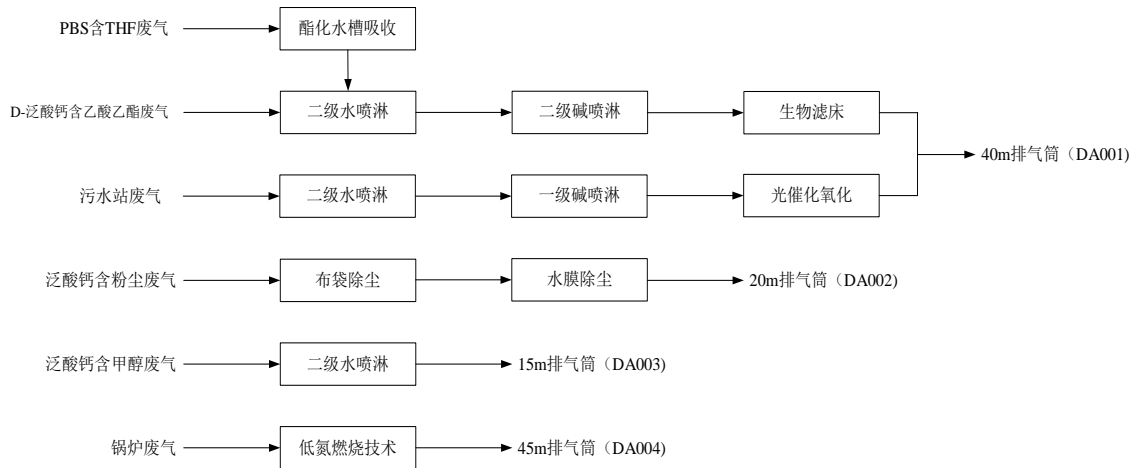 PBS含THF废气
酯化水槽吸收
D-泛酸钙含乙酸乙酯废气
二级水喷淋
二级碱喷淋
生物滤床
40m排气筒（DA001)
污水站废气
二级水喷淋
一级碱喷淋
光催化氧化
泛酸钙含粉尘废气
布袋除尘
水膜除尘
20m排气筒（DA002)
泛酸钙含甲醇废气
二级水喷淋
15m排气筒（DA003)
锅炉废气
低氮燃烧技术
45m排气筒（DA004)